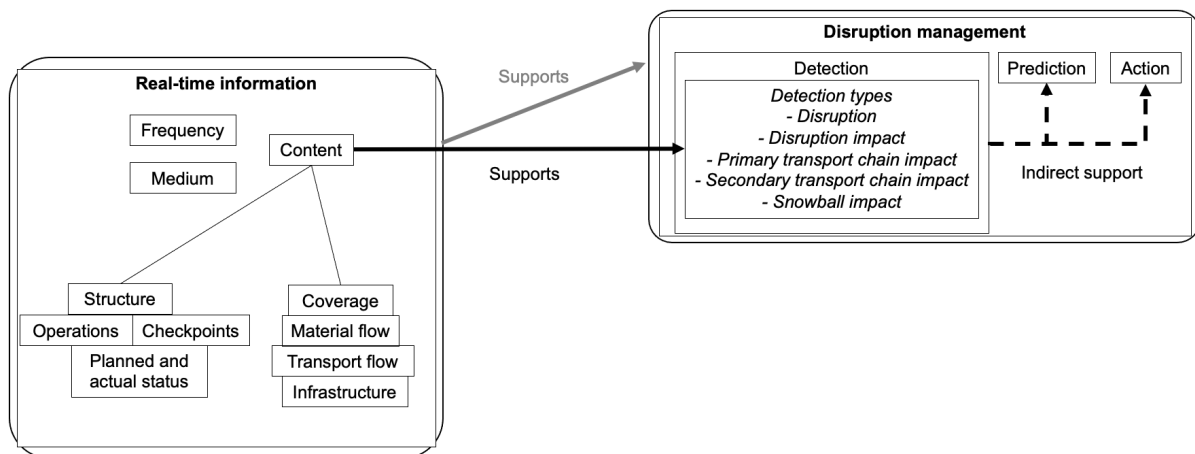 Real-time information
Frequency
Medium
Content
Structure
Operations
Checkpoints
Planned and
actual status
Coverage
Material flow
Transport flow
Infrastructure
Supports
Supports
Disruption management
Detection
Detection types
- Disruption
- Disruption impact
- Primary transport chain impact
- Secondary transport chain impact
- Snowball impact
Prediction
Action
Indirect support